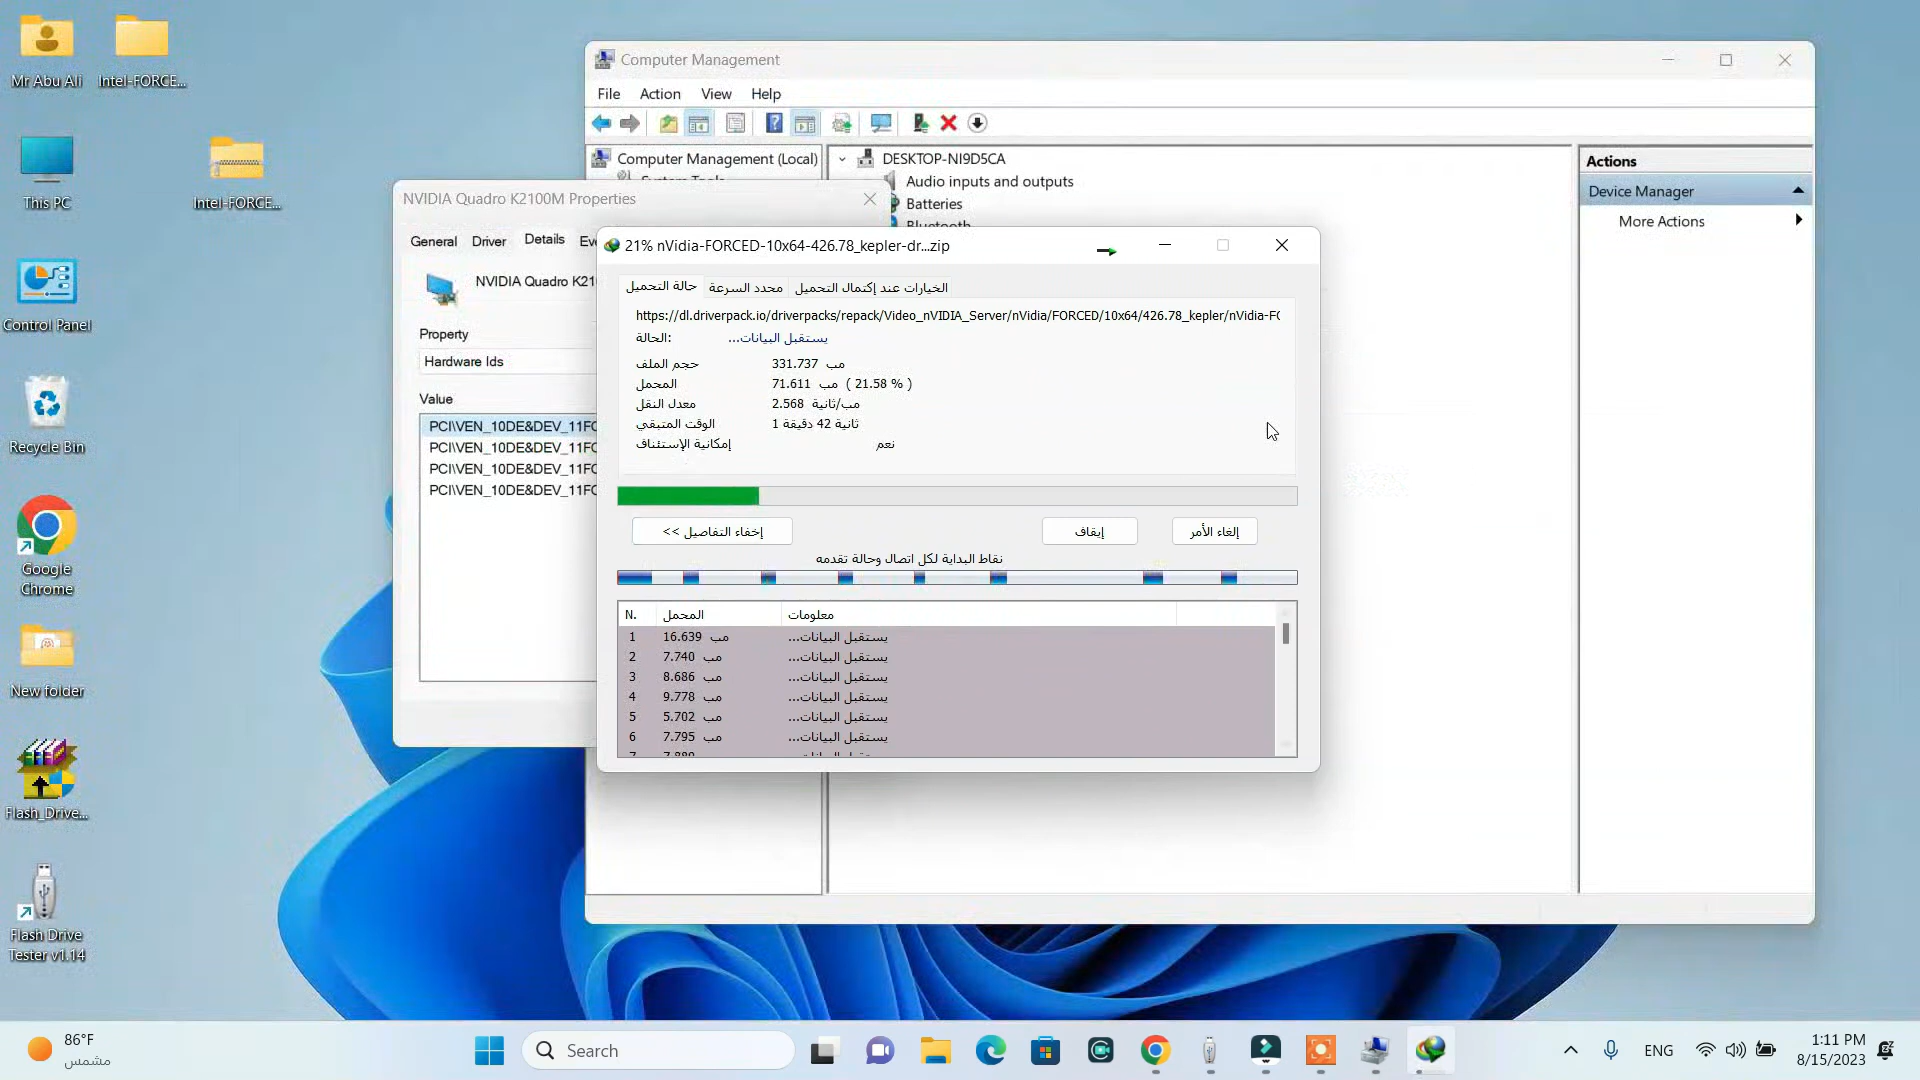 Mr Abu Ali
Intel-FORCE...
This PC
Intel-FORCE...
Control Panel
Recycle Bin
Google
Chrome
New folder
Flash_Drive...
Flash Drive
Tester v1.14
Computer Management
File Action View Help
Computer Management (Local)
System Tools
DESKTOP-NI9D5CA
Audio inputs and outputs
Batteries
Bluetooth
Actions
Device Manager
More Actions
NVIDIA Quadro K2100M Properties
General Driver Details
NVIDIA Quadro K21
Property
Hardware Ids
Value
PCI\VEN_10DE&DEV_11FC
PCI\VEN_10DE&DEV_11FC
PCI\VEN_10DE&DEV_11FC
PCI\VEN_10DE&DEV_11FC
21% nVidia-FORCED-10x64-426.78_kepler-dr...zip
حالة التحميل محدد السرعة الخيارات عند إكتمال التحميل
https://dl.driverpack.io/driverpacks/repack/Video_nVIDIA_Server/nVidia/FORCED/10x64/426.78_kepler/nVidia-FO
الحالة: يستقبل البيانات...
حجم الملف 331.737 مب
المحمل 71.611 مب ( 21.58 % )
معدل النقل 2.568 مب/ثانية
الوقت المتبقي 1 دقيقة 42 ثانية
إمكانية الإستئناف نعم
إخفاء التفاصيل >> إيقاف إلغاء الأمر
نقاط البداية لكل اتصال وحالة تقدمه
N. المحمل معلومات
1 16.639 مب يستقبل البيانات...
2 7.740 مب يستقبل البيانات...
3 8.686 مب يستقبل البيانات...
4 9.778 مب يستقبل البيانات...
5 5.702 مب يستقبل البيانات...
6 7.795 مب يستقبل البيانات...
86°F
مشمس
Search
ENG
1:11 PM
8/15/2023